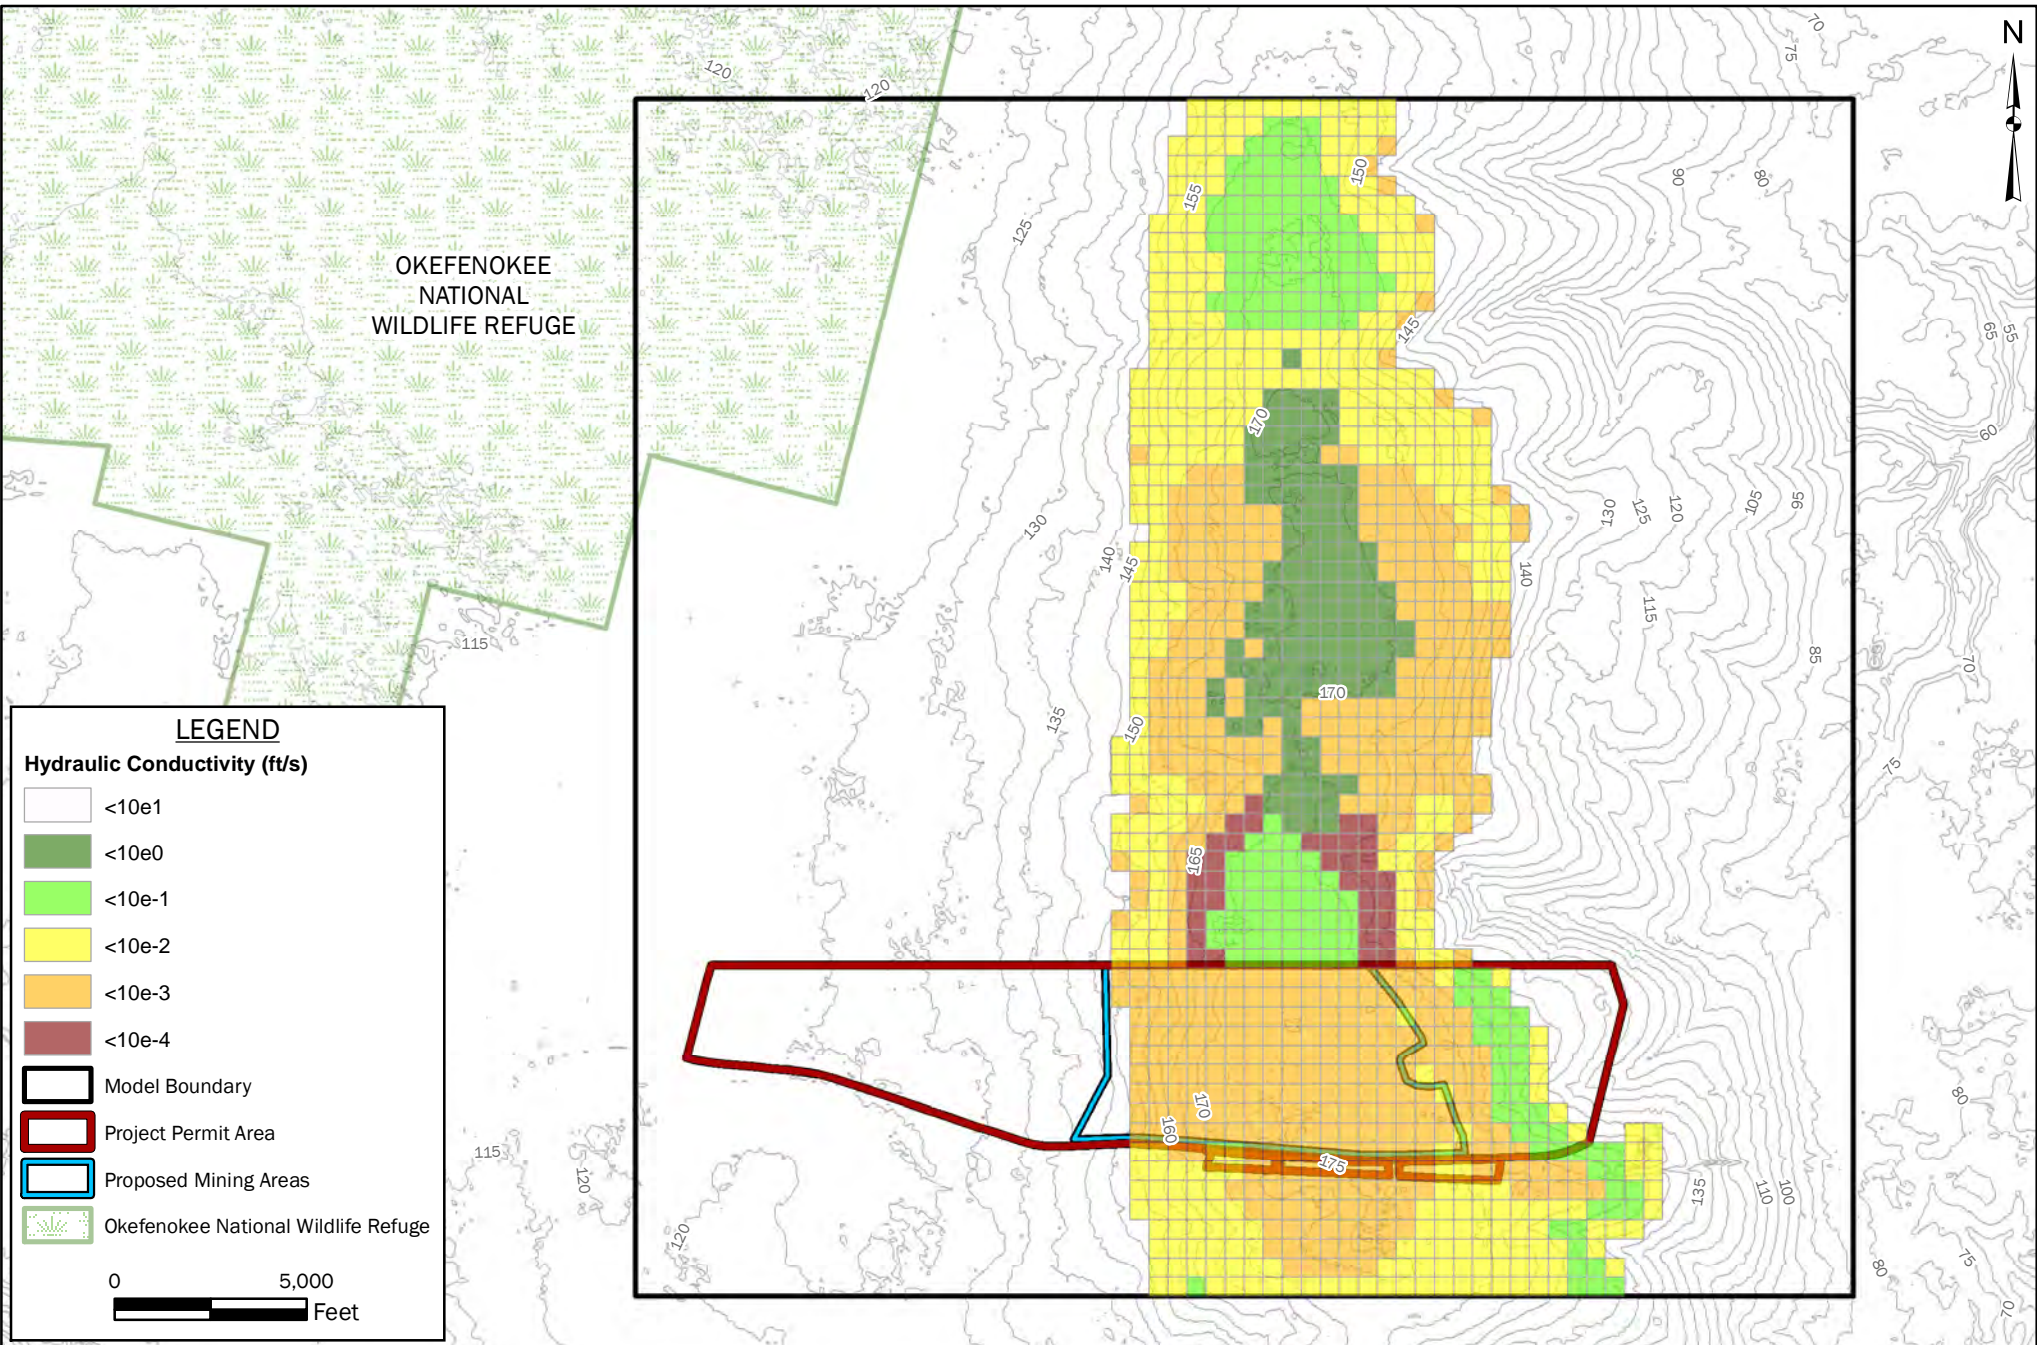 N
70
75
120
120
90
80
155
150
125
65
55
145
OKEFENOKEE
NATIONAL
WILDLIFE REFUGE
170
60
130
130
125
120
105
95
140
145
140
115
115
85
70
170
135
150
75
165
LEGEND
Hydraulic Conductivity (ft/s)
<10e1
<10e0
<10e-1
<10e-2
<10e-3
<10e-4
Model Boundary
Project Permit Area
Proposed Mining Areas
Okefenokee National Wildlife Refuge
0 5,000
Feet
170
160
175
80
115
120
135
110
100
120
80
75
70